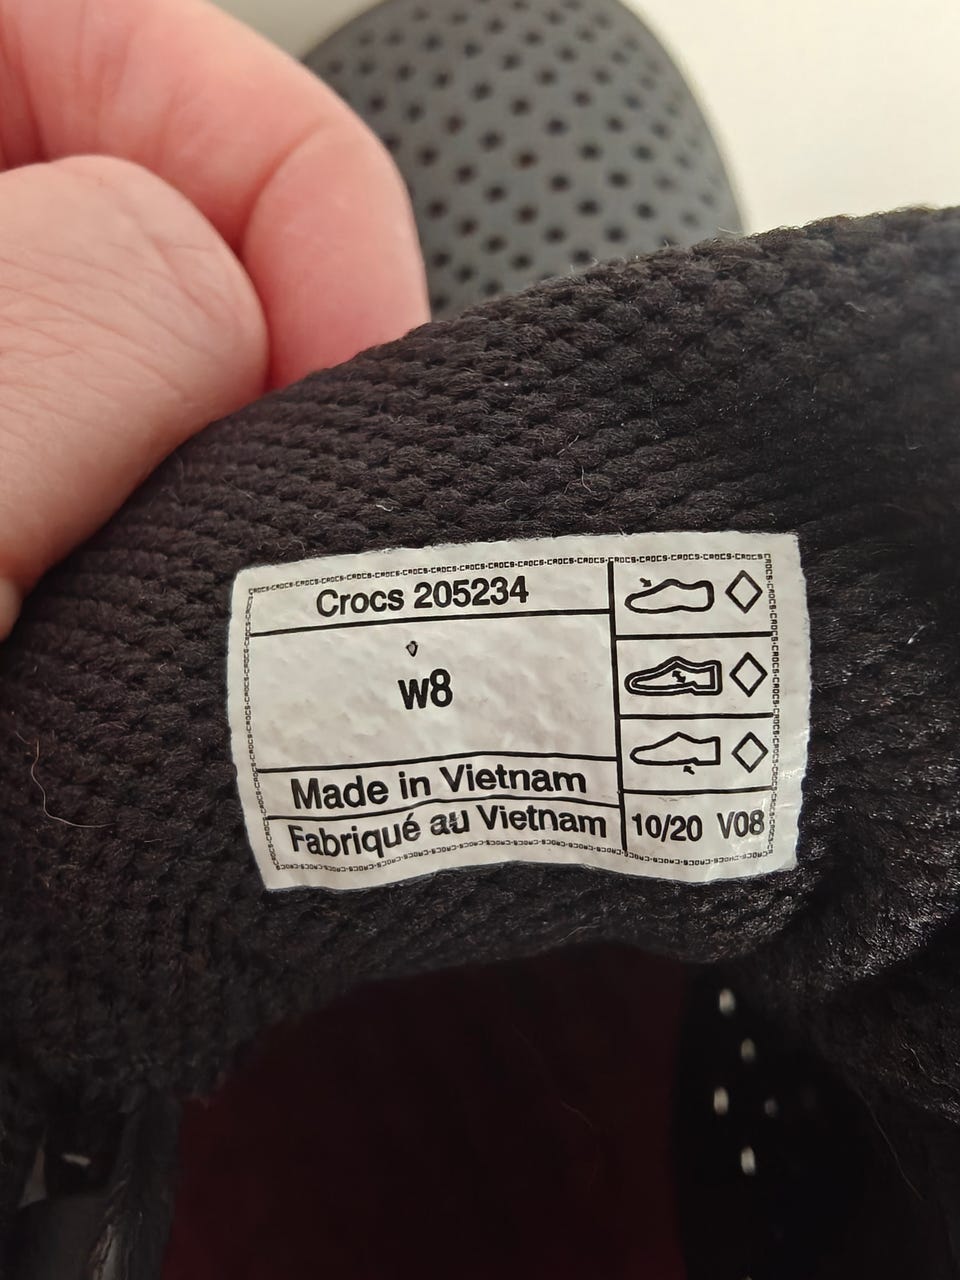 Crocs 205234
w8
Made in Vietnam
Fabriqué au Vietnam
10/20 V08